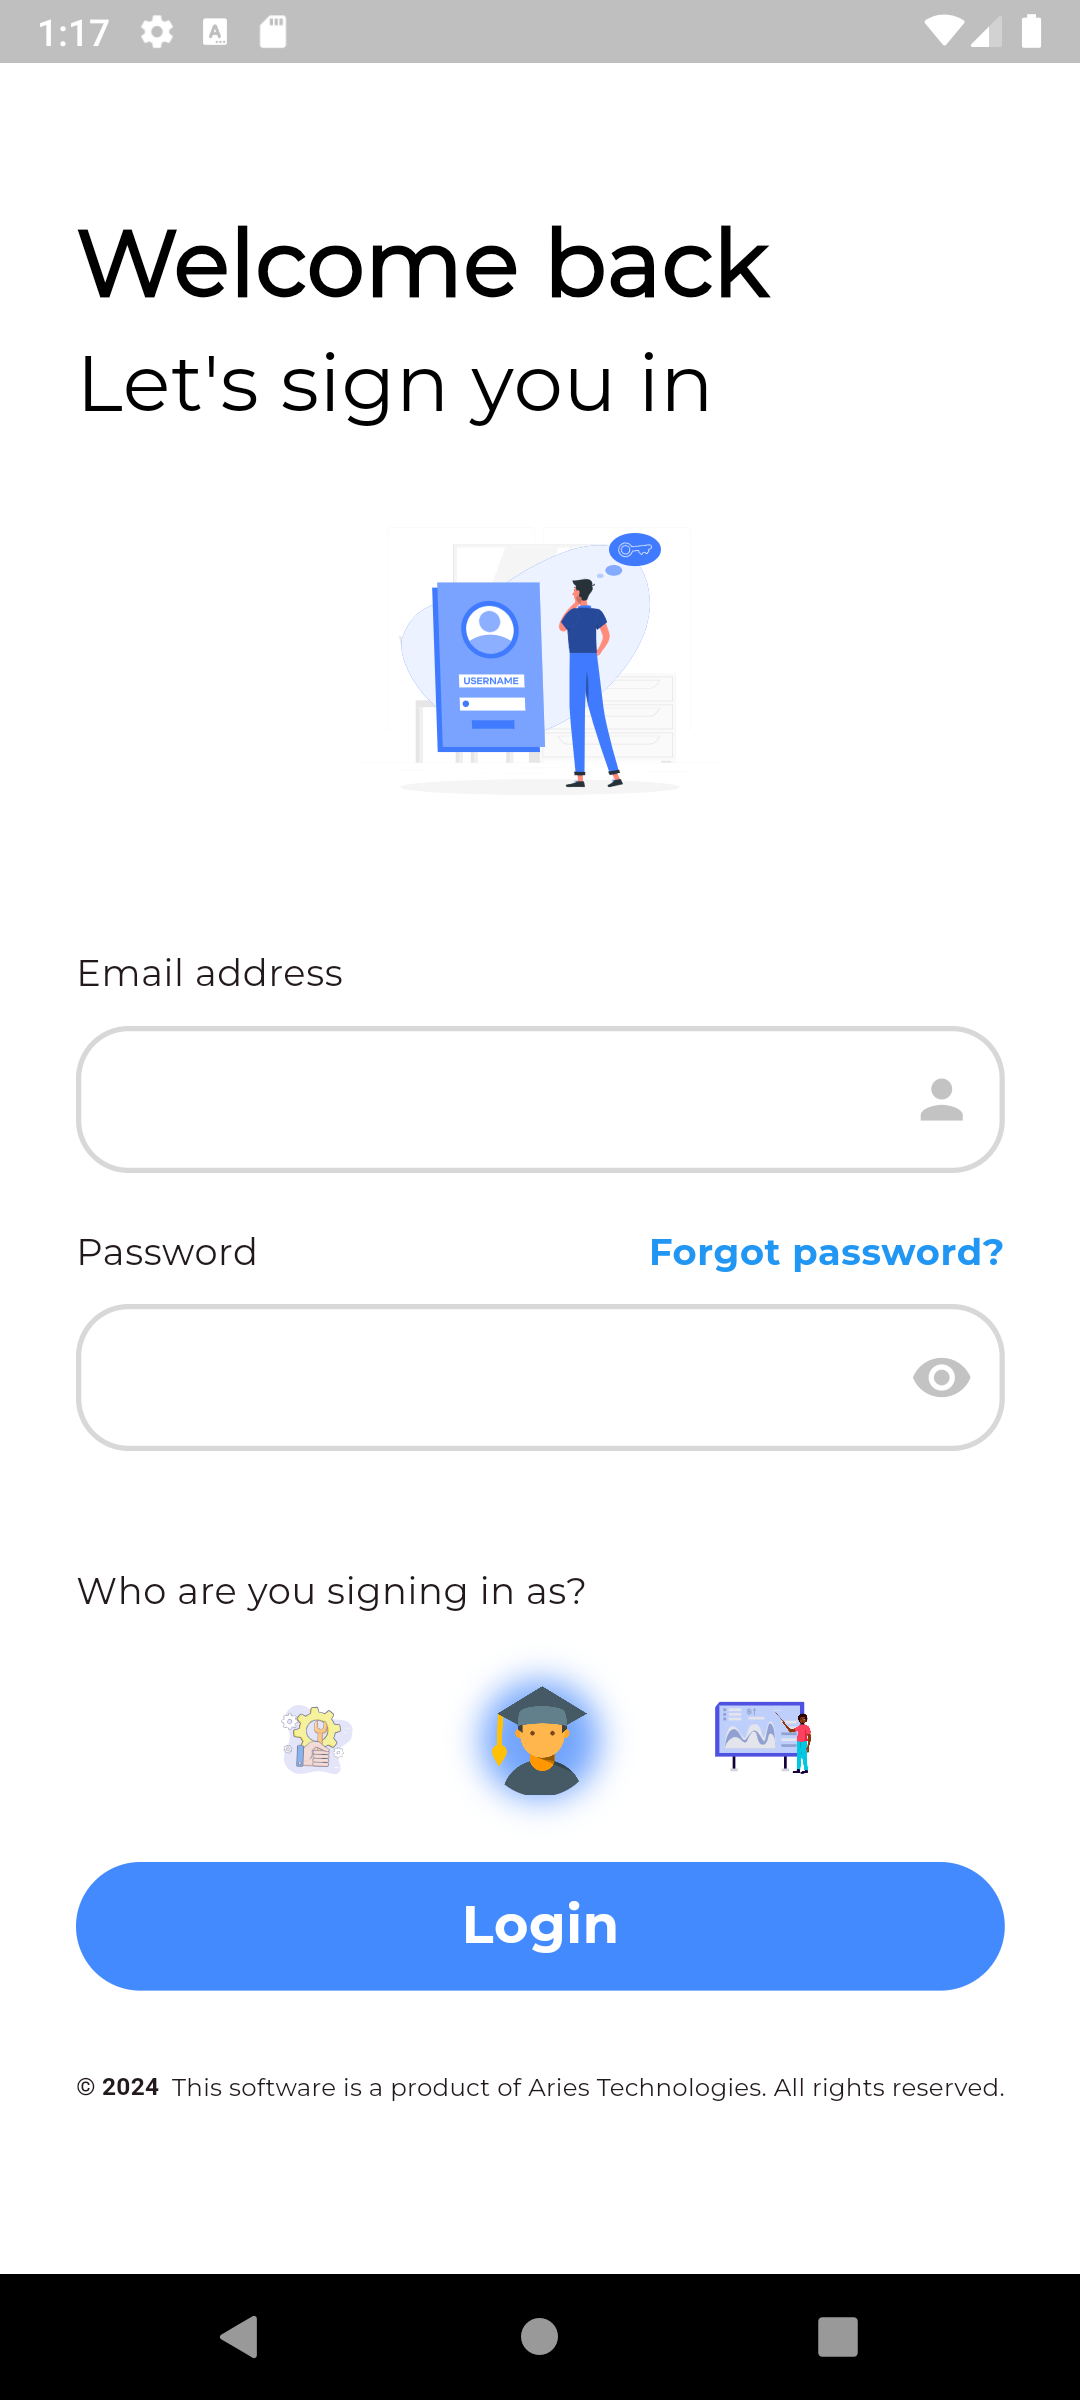 1:17
Welcome back
Let's sign you in
USERNAME
Email address
Password
Forgot password?
Who are you signing in as?
Login
© 2024 This software is a product of Aries Technologies. All rights reserved.